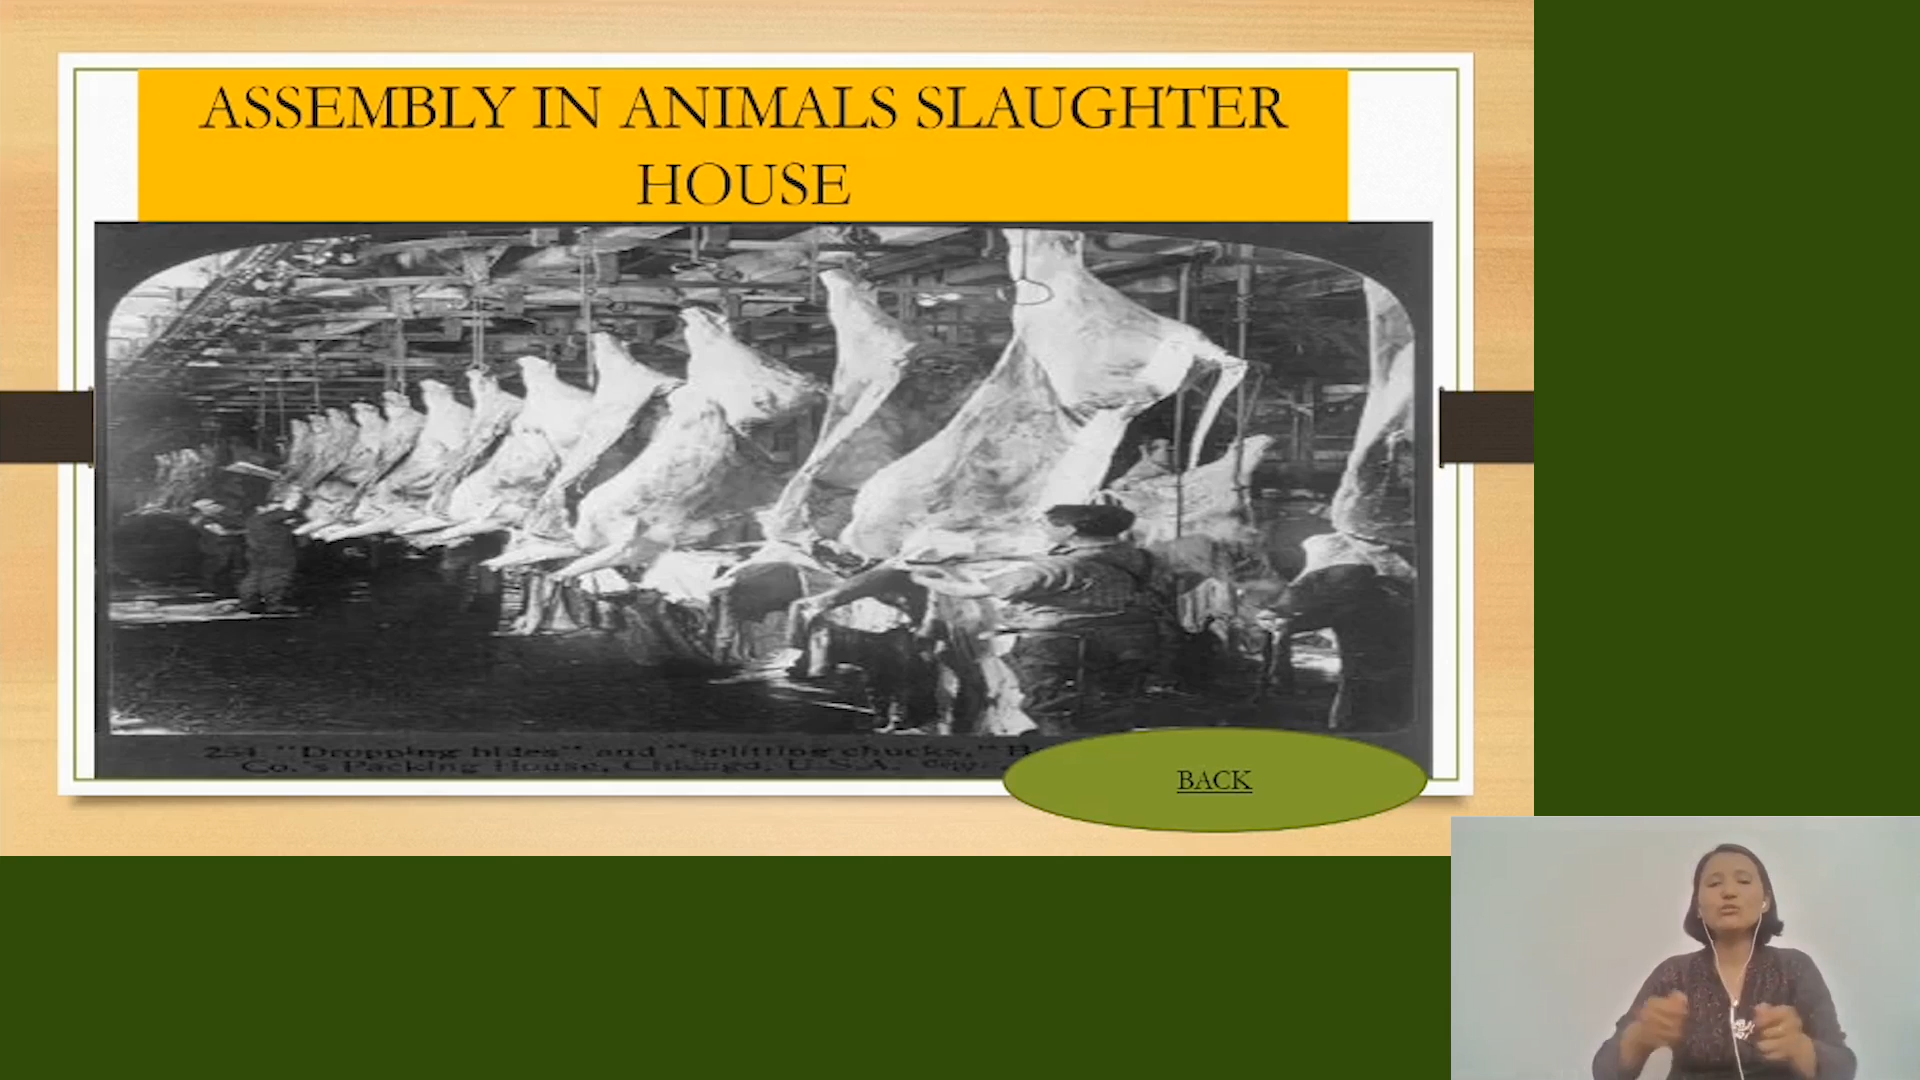 ASSEMBLY IN ANIMALS SLAUGHTER
HOUSE
254. "Dropping hides" and "splitting chucks,"
Co.'s Packing House, Chicago, U.S.A.
BACK